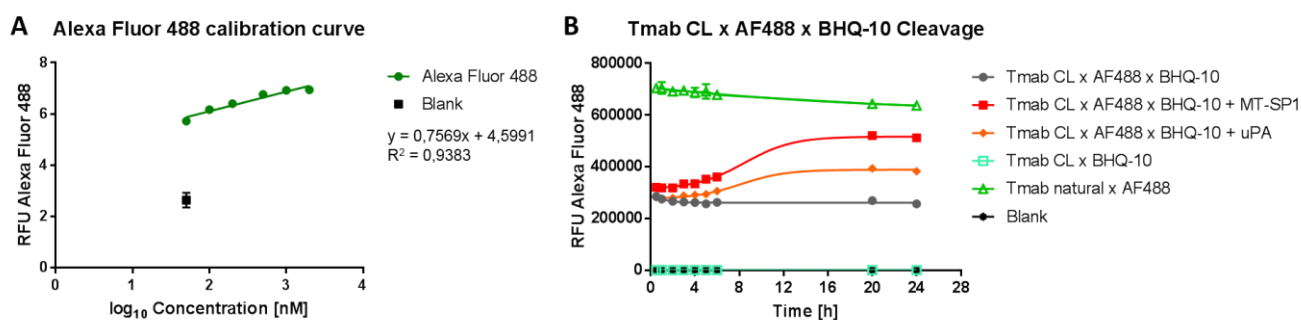 A Alexa Fluor 488 calibration curve
RFU Alexa Fluor 488
8
6
4
2
0
0 1 2 3 4
log10 Concentration [nM]
Alexa Fluor 488
Blank
y = 0,7569x + 4,5991
R² = 0,9383
B Tmab CL x AF488 x BHQ-10 Cleavage
RFU Alexa Fluor 488
800000
600000
400000
200000
0
0 4 8 12 16 20 24 28
Time [h]
Tmab CL x AF488 x BHQ-10
Tmab CL x AF488 x BHQ-10 + MT-SP1
Tmab CL x AF488 x BHQ-10 + uPA
Tmab CL x BHQ-10
Tmab natural x AF488
Blank